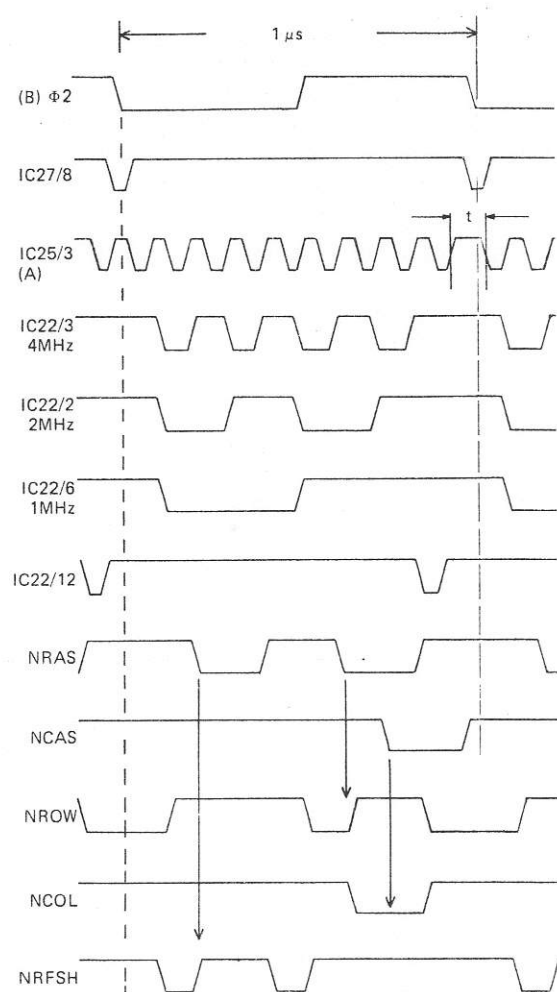 1 μs
(B) Φ2
IC27/8
t
IC25/3
(A)
IC22/3
4MHz
IC22/2
2MHz
IC22/6
1MHz
IC22/12
NRAS
NCAS
NROW
NCOL
NRFSH